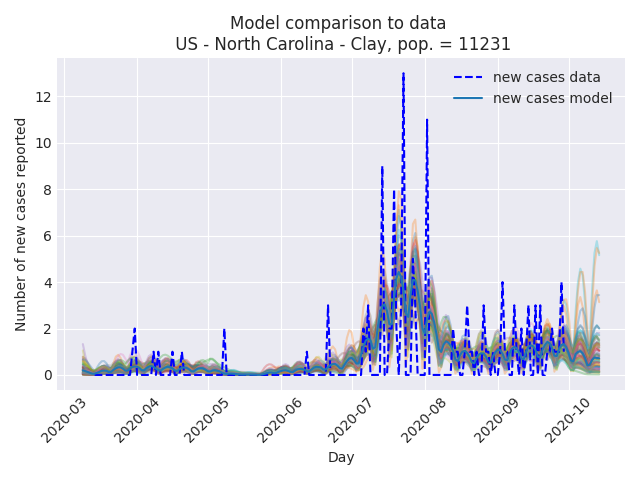 Model comparison to data
US - North Carolina - Clay, pop. = 11231
new cases data
new cases model
Number of new cases reported
12
10
8
6
4
2
0
2020-03
2020-04
2020-05
2020-06
2020-07
2020-08
2020-09
2020-10
Day